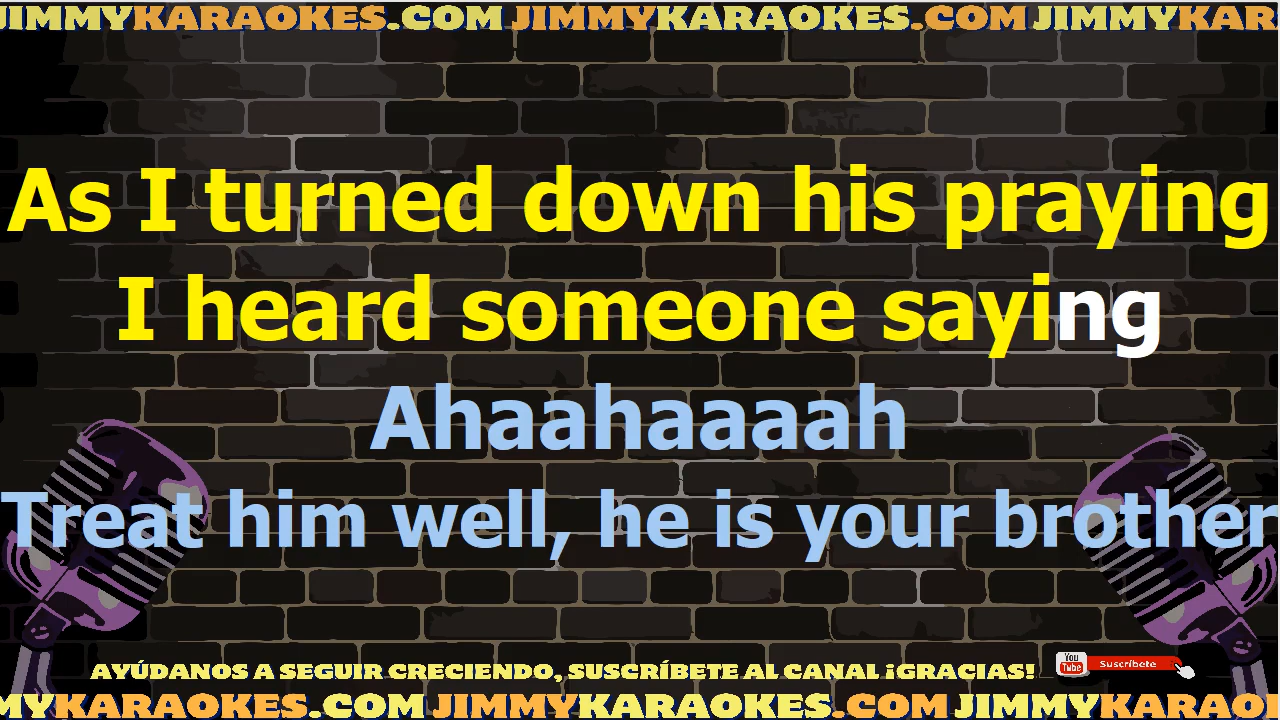 JIMMYKARAOKES.COM JIMMYKARAOKES.COM JIMMYKAR
As I turned down his praying
I heard someone saying
Ahaahaaaaah
Treat him well, he is your brother
AYÚDANOS A SEGUIR CRECIENDO, SUSCRÍBETE AL CANAL ¡GRACIAS!
You Tube Suscríbete
MYKARAOKES.COM JIMMYKARAOKES.COM JIMMYKARAO